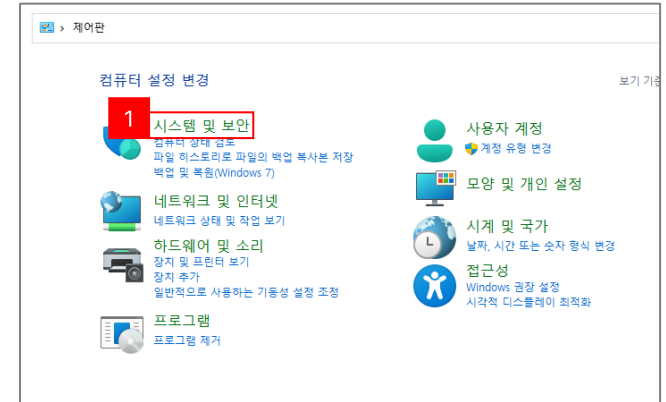 > 제어판
컴퓨터 설정 변경
보기 기준
1
시스템 및 보안
컴퓨터 상태 검토
파일 히스토리로 파일의 백업 복사본 저장
백업 및 복원(Windows 7)
네트워크 및 인터넷
네트워크 상태 및 작업 보기
하드웨어 및 소리
장치 및 프린터 보기
장치 추가
일반적으로 사용하는 기동성 설정 조정
프로그램
프로그램 제거
사용자 계정
계정 유형 변경
모양 및 개인 설정
시계 및 국가
날짜, 시간 또는 숫자 형식 변경
접근성
Windows 권장 설정
시각적 디스플레이 최적화